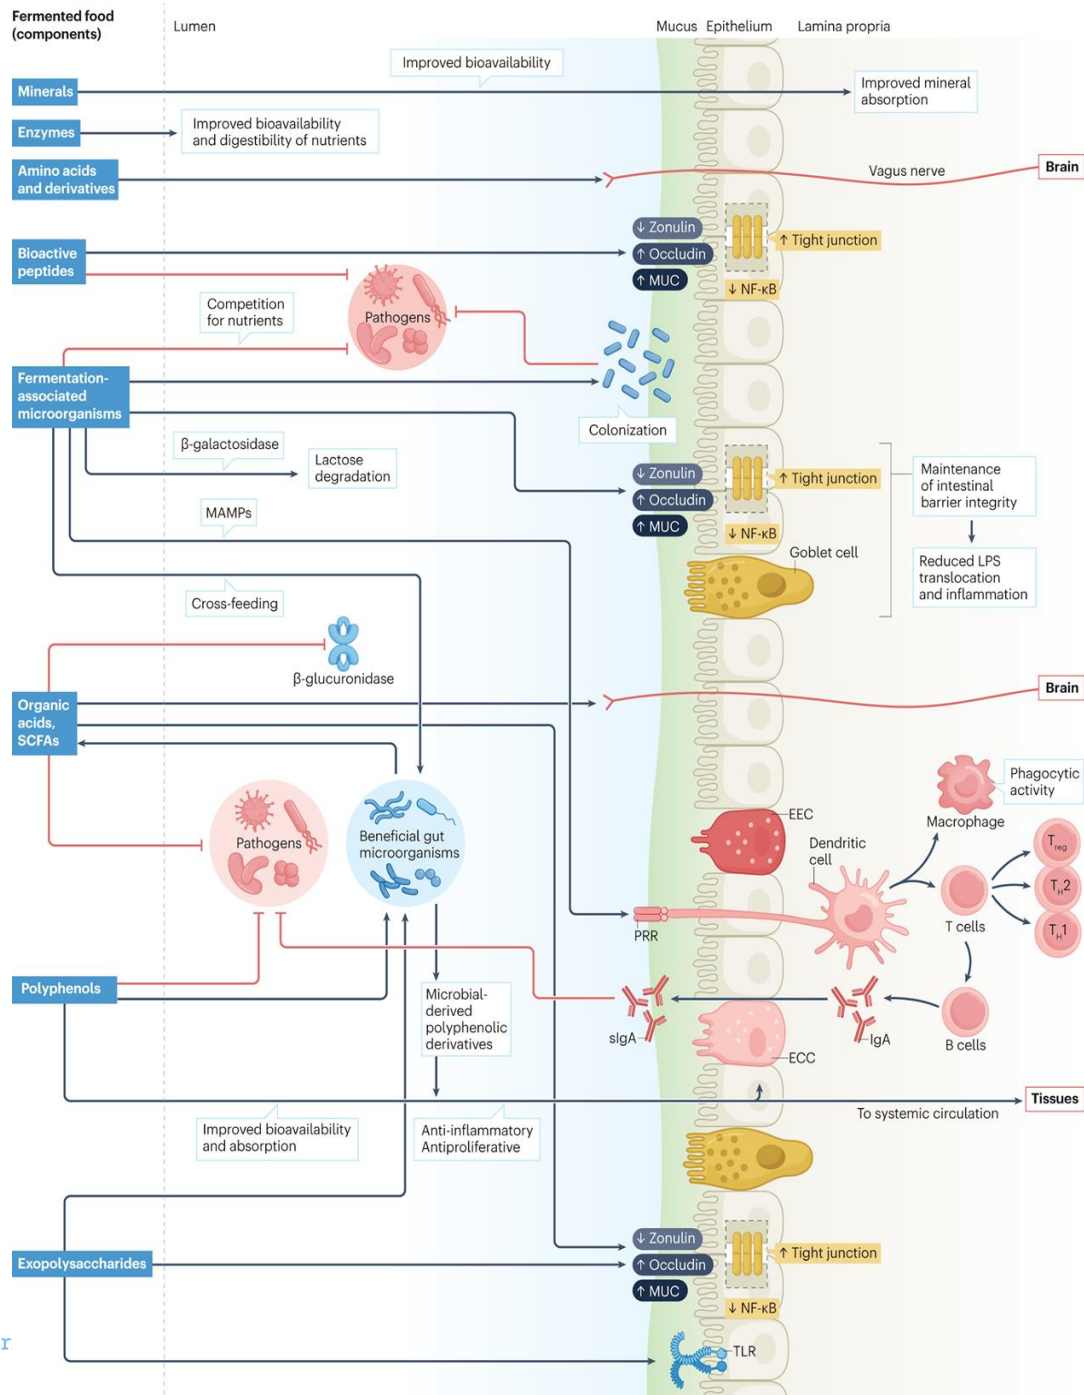 Fermented food
(components)
Lumen
Mucus
Epithelium
Lamina propria
Improved bioavailability
Minerals
Improved mineral
absorption
Enzymes
Improved bioavailability
and digestibility of nutrients
Amino acids
and derivatives
Vagus nerve
Brain
Bioactive
peptides
↓ Zonulin
↑ Occludin
↑ MUC
↑ Tight junction
↓ NF-κB
Competition
for nutrients
Pathogens
Fermentation-
associated
microorganisms
Colonization
β-galactosidase
Lactose
degradation
↓ Zonulin
↑ Occludin
↑ MUC
↑ Tight junction
↓ NF-κB
Maintenance
of intestinal
barrier integrity
MAMPs
Goblet cell
Reduced LPS
translocation
and inflammation
Cross-feeding
β-glucuronidase
Organic
acids,
SCFAs
Brain
Pathogens
Beneficial gut
microorganisms
EEC
Dendritic
cell
Macrophage
Phagocytic
activity
Treg
TH2
TH1
T cells
PRR
Polyphenols
Microbial-
derived
polyphenolic
derivatives
sIgA
IgA
B cells
ECC
Tissues
To systemic circulation
Improved bioavailability
and absorption
Anti-inflammatory
Antiproliferative
Exopolysaccharides
↓ Zonulin
↑ Occludin
↑ MUC
↑ Tight junction
↓ NF-κB
TLR
r.